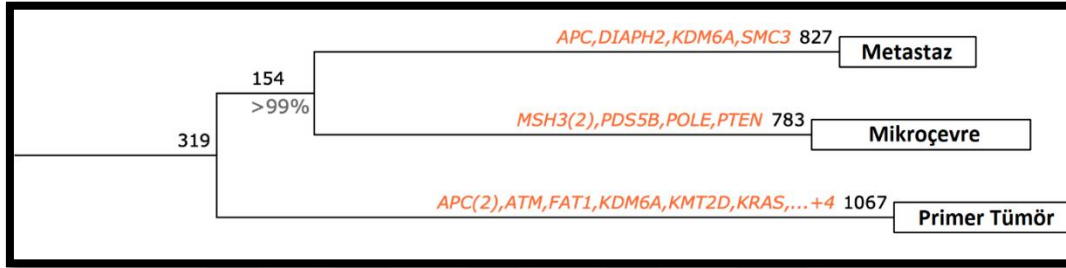 APC,DIAPH2,KDM6A,SMC3 827
Metastaz
154
>99%
MSH3(2),PDS5B,POLE,PTEN 783
Mikroçevre
319
APC(2),ATM,FAT1,KDM6A,KMT2D,KRAS,...+4 1067
Primer Tümör